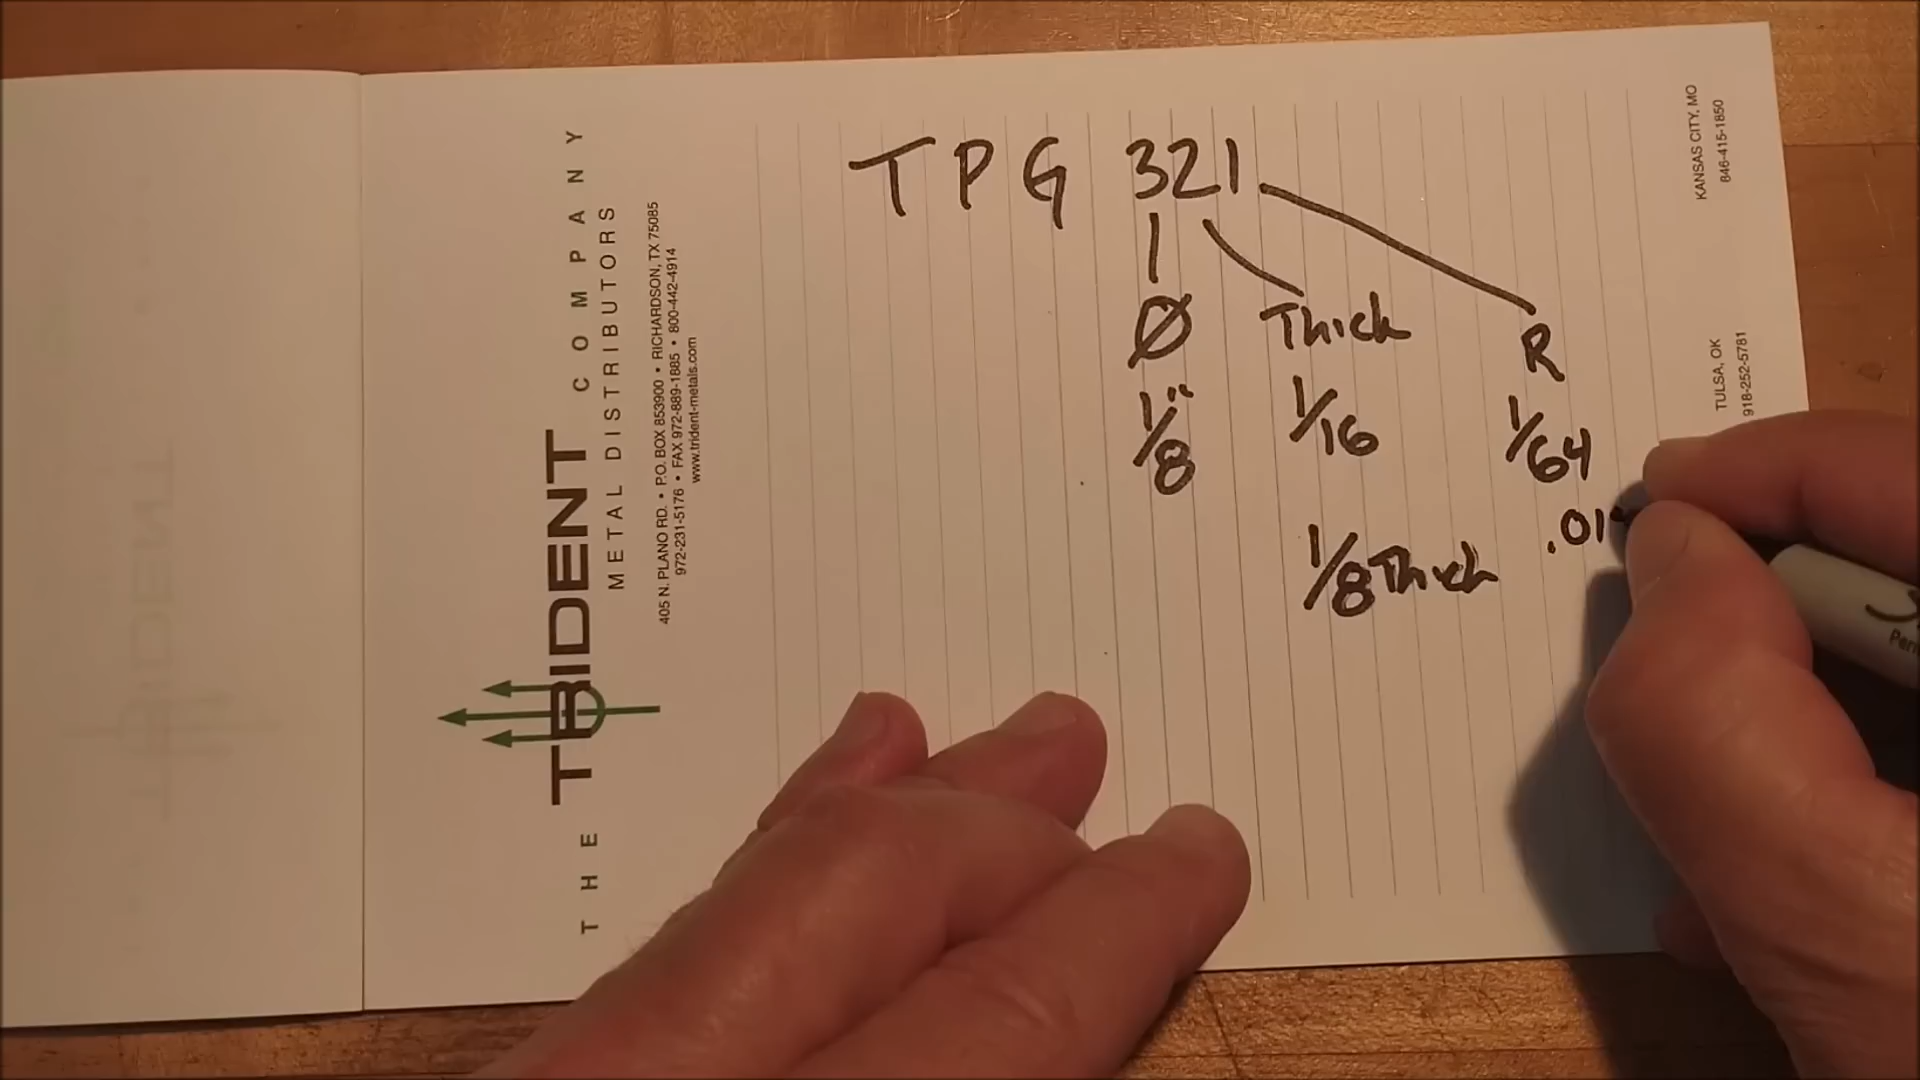 TPG 321
Ø Thick R
1/8" 1/16 1/64
.01
1/8 Thick
THE TRIDENT COMPANY
METAL DISTRIBUTORS
405 N. PLANO RD. • P.O. BOX 853900 • RICHARDSON, TX 75085
972-231-5176 • FAX 972-889-1885 • 800-442-4914
www.trident-metals.com
TULSA, OK
918-252-5781
KANSAS CITY, MO
846-415-1850